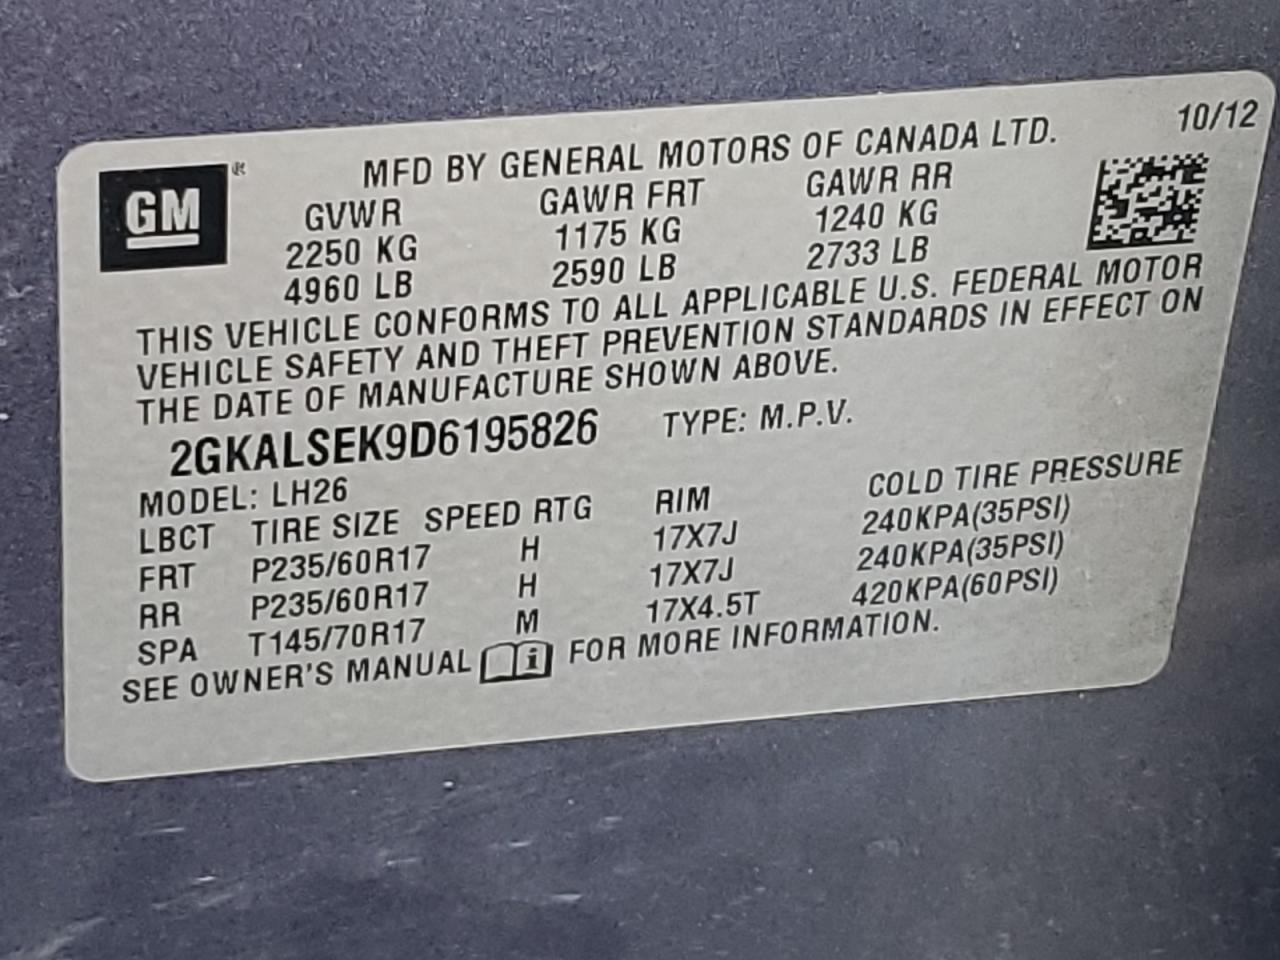 10/12
GM ®
MFD BY GENERAL MOTORS OF CANADA LTD.
GVWR GAWR FRT GAWR RR
2250 KG 1175 KG 1240 KG
4960 LB 2590 LB 2733 LB
THIS VEHICLE CONFORMS TO ALL APPLICABLE U.S. FEDERAL MOTOR
VEHICLE SAFETY AND THEFT PREVENTION STANDARDS IN EFFECT ON
THE DATE OF MANUFACTURE SHOWN ABOVE.
2GKALSEK9D6195826 TYPE: M.P.V.
MODEL: LH26
LBCT TIRE SIZE SPEED RTG RIM COLD TIRE PRESSURE
FRT P235/60R17 H 17X7J 240KPA(35PSI)
RR P235/60R17 H 17X7J 240KPA(35PSI)
SPA T145/70R17 M 17X4.5T 420KPA(60PSI)
SEE OWNER'S MANUAL i FOR MORE INFORMATION.